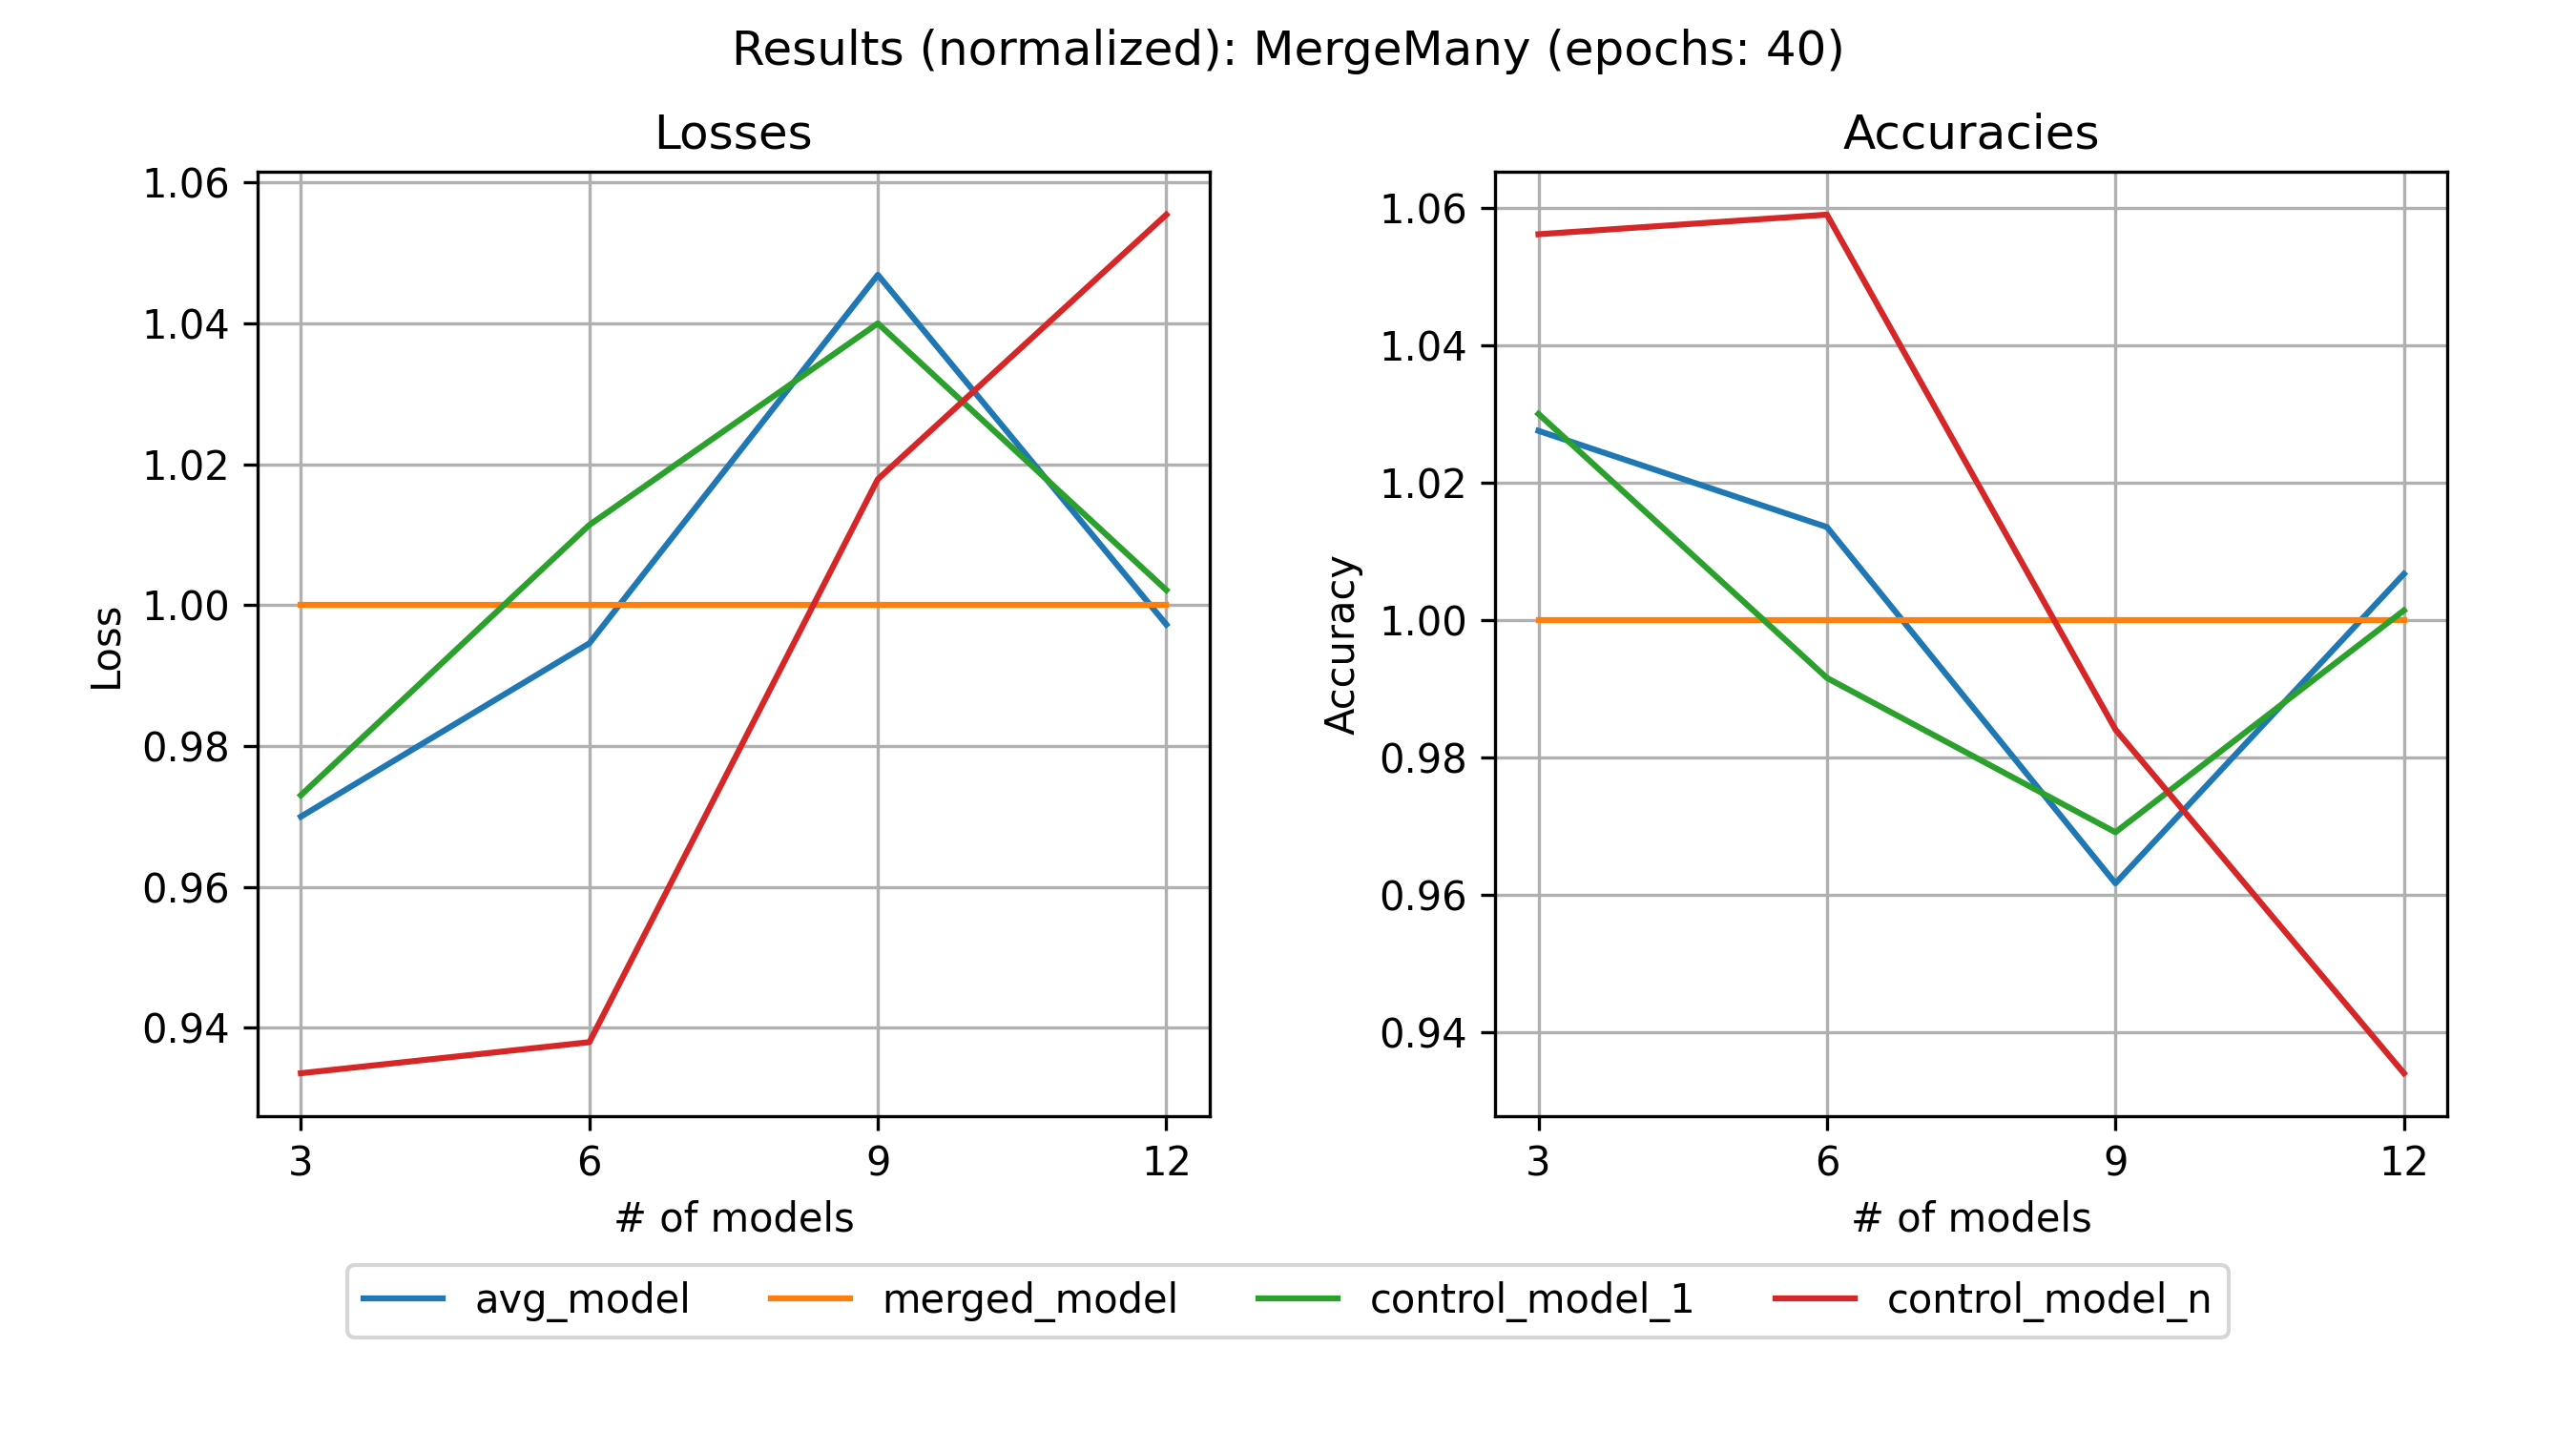 Results (normalized): MergeMany (epochs: 40)
Losses
1.06
1.04
1.02
1.00
0.98
0.96
0.94
Loss
3 6 9 12
# of models
Accuracies
1.06
1.04
1.02
1.00
0.98
0.96
0.94
Accuracy
3 6 9 12
# of models
avg_model merged_model control_model_1 control_model_n